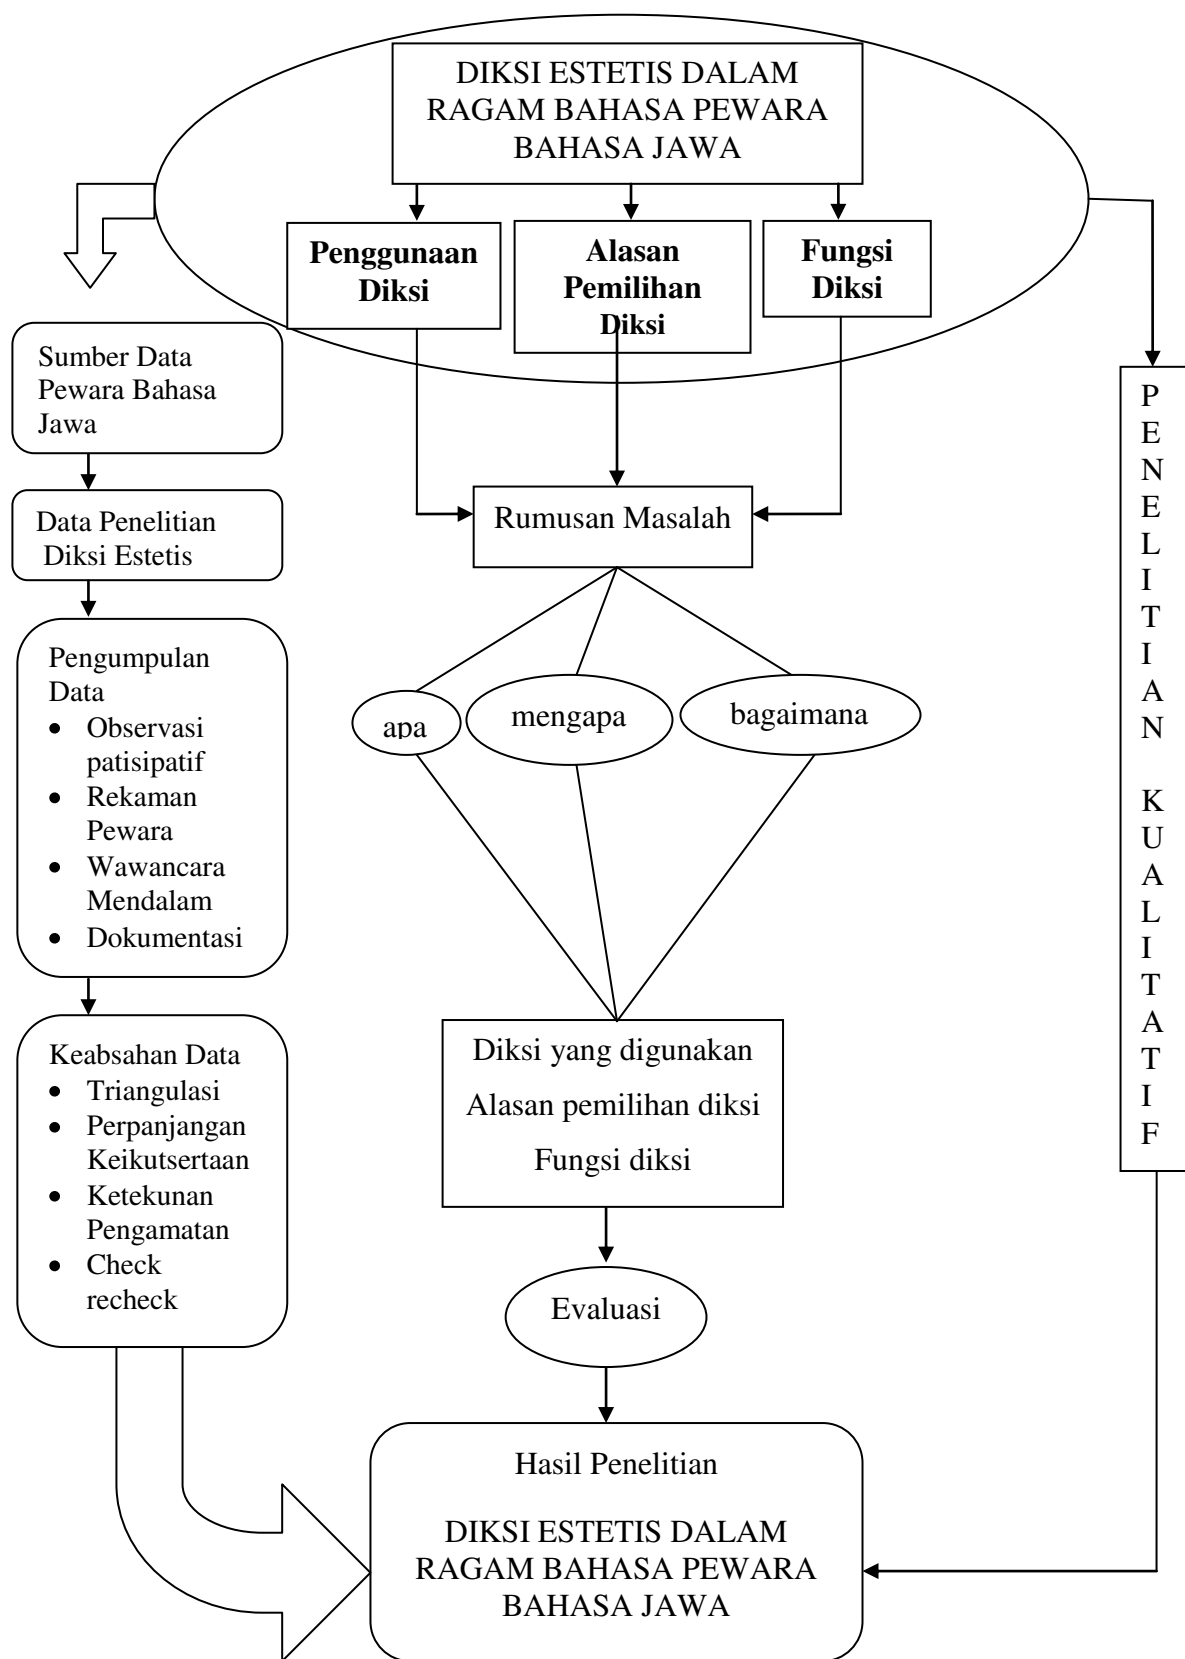 DIKSI ESTETIS DALAM
RAGAM BAHASA PEWARA
BAHASA JAWA
Penggunaan
Diksi
Alasan
Pemilihan
Diksi
Fungsi
Diksi
Sumber Data
Pewara Bahasa
Jawa
Data Penelitian
Diksi Estetis
Pengumpulan
Data
• Observasi
patisipatif
• Rekaman
Pewara
• Wawancara
Mendalam
• Dokumentasi
Keabsahan Data
• Triangulasi
• Perpanjangan
Keikutsertaan
• Ketekunan
Pengamatan
• Check
recheck
Rumusan Masalah
apa
mengapa
bagaimana
Diksi yang digunakan
Alasan pemilihan diksi
Fungsi diksi
Evaluasi
Hasil Penelitian
DIKSI ESTETIS DALAM
RAGAM BAHASA PEWARA
BAHASA JAWA
P
E
N
E
L
I
T
I
A
N
K
U
A
L
I
T
A
T
I
F